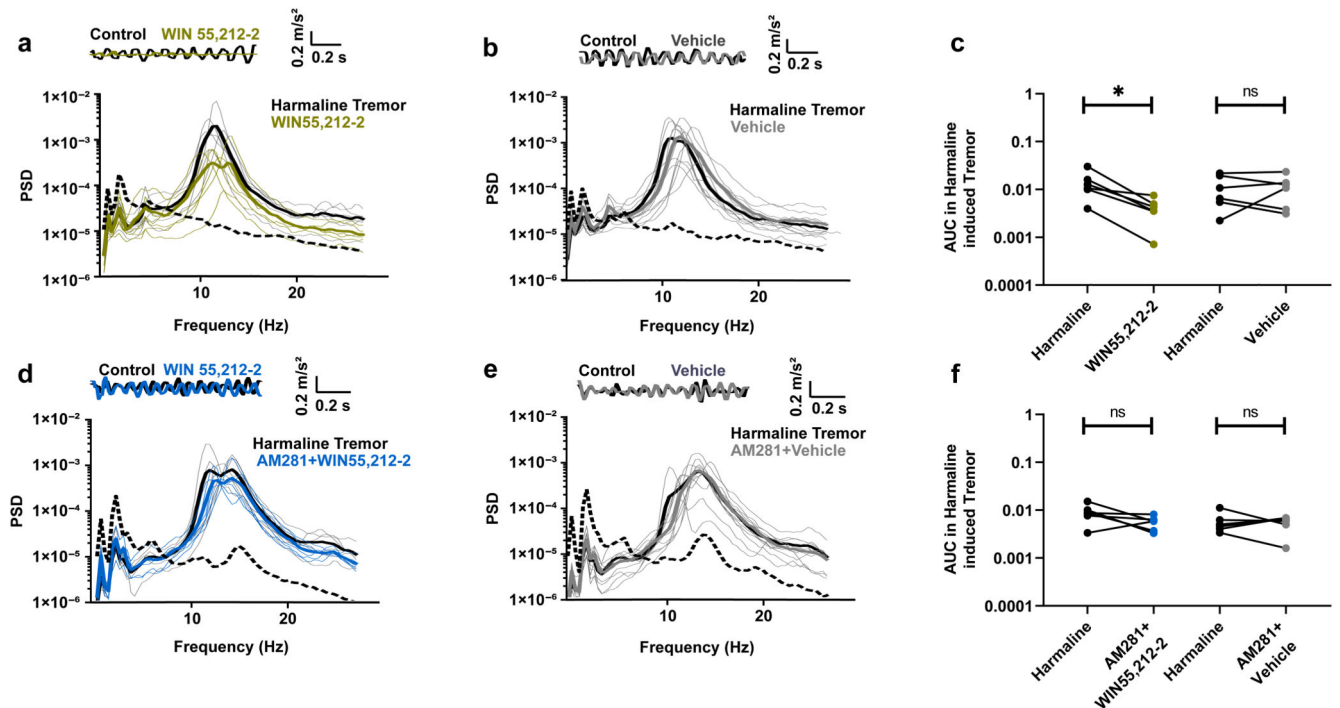 a
Control WIN 55,212-2
0.2 m/s²
0.2 s
Harmaline Tremor
WIN55,212-2
1×10⁻²
1×10⁻³
1×10⁻⁴
1×10⁻⁵
1×10⁻⁶
PSD
10 20
Frequency (Hz)
b
Control Vehicle
0.2 m/s²
0.2 s
Harmaline Tremor
Vehicle
1×10⁻²
1×10⁻³
1×10⁻⁴
1×10⁻⁵
1×10⁻⁶
PSD
10 20
Frequency (Hz)
c
* ns
1
0.1
0.01
0.001
0.0001
AUC in Harmaline
induced Tremor
Harmaline
WIN55,212-2
Harmaline
Vehicle
d
Control WIN 55,212-2
0.2 m/s²
0.2 s
Harmaline Tremor
AM281+WIN55,212-2
1×10⁻²
1×10⁻³
1×10⁻⁴
1×10⁻⁵
1×10⁻⁶
PSD
10 20
Frequency (Hz)
e
Control Vehicle
0.2 m/s²
0.2 s
Harmaline Tremor
AM281+Vehicle
1×10⁻²
1×10⁻³
1×10⁻⁴
1×10⁻⁵
1×10⁻⁶
PSD
10 20
Frequency (Hz)
f
ns ns
1
0.1
0.01
0.001
0.0001
AUC in Harmaline
induced Tremor
Harmaline
AM281+
WIN55,212-2
Harmaline
AM281+
Vehicle